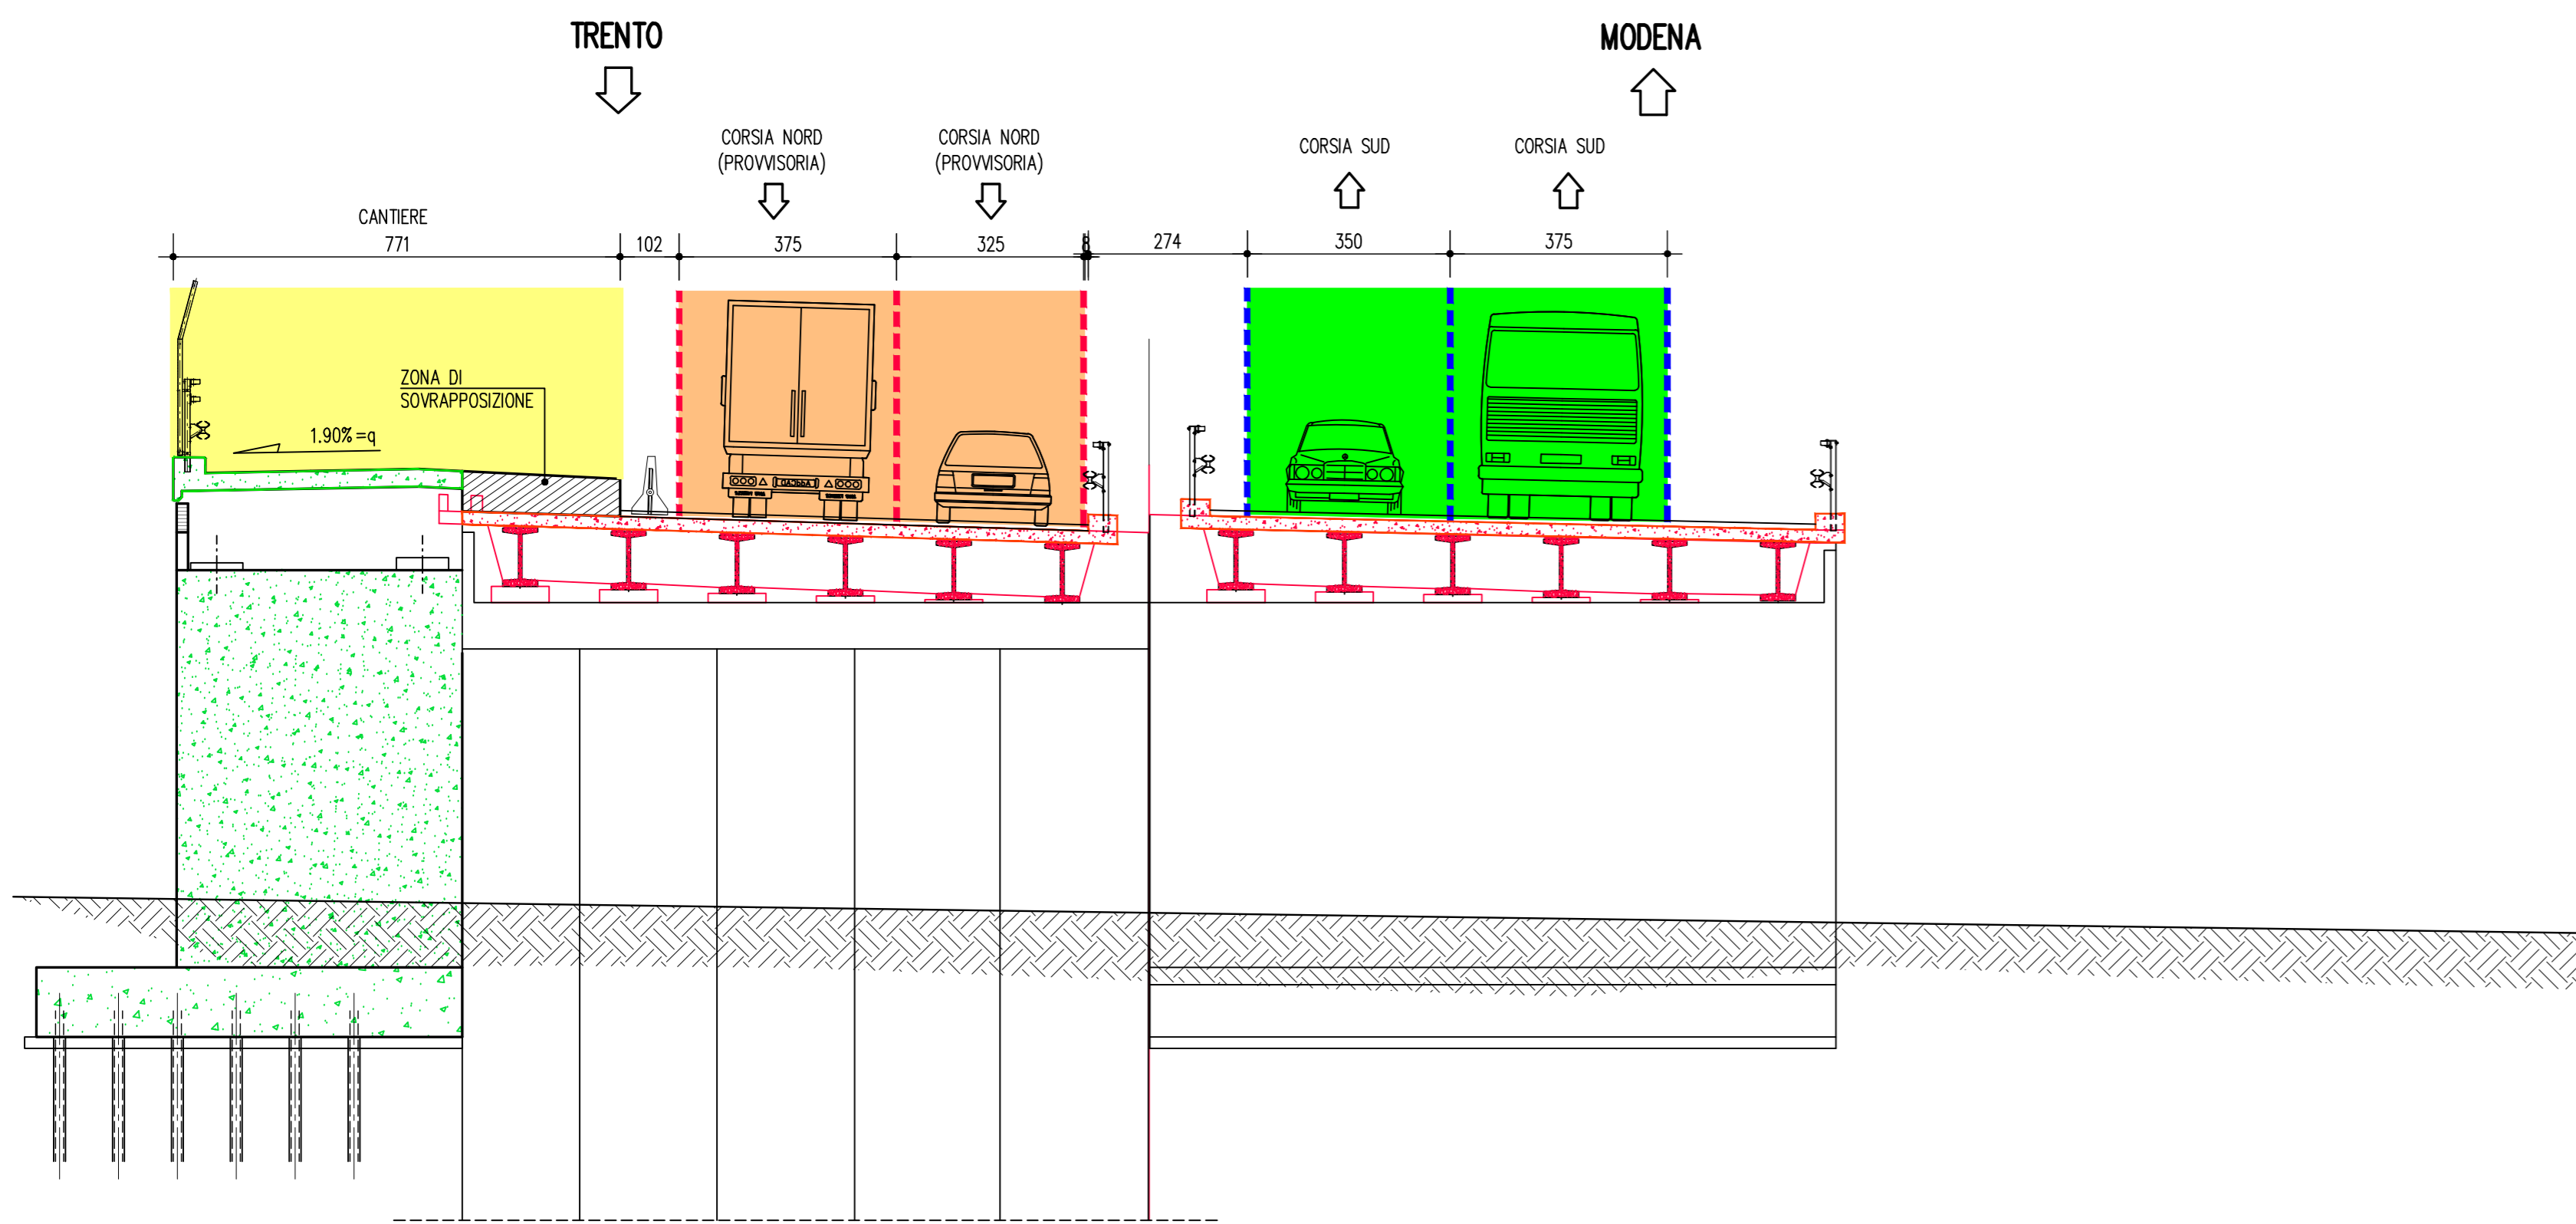 TRENTO
MODENA
CORSIA NORD
(PROVVISORIA)
CORSIA NORD
(PROVVISORIA)
CORSIA SUD
CORSIA SUD
CANTIERE
771
102
375
325
8
274
350
375
ZONA DI
SOVRAPPOSIZIONE
1.90%=q